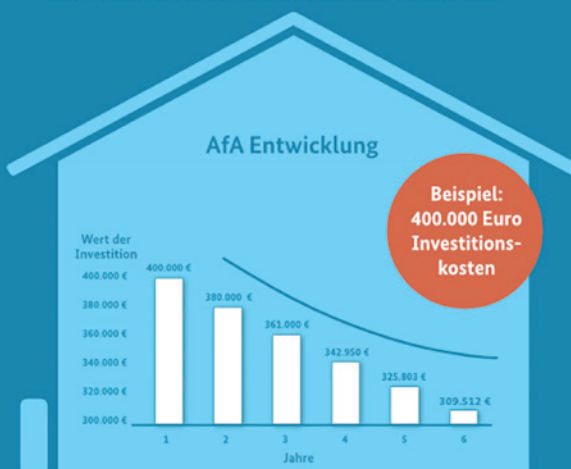 AfA Entwicklung
Beispiel:
400.000 Euro
Investitions-
kosten
Wert der
Investition
400.000 €
380.000 €
360.000 €
340.000 €
320.000 €
300.000 €
400.000 €
380.000 €
361.000 €
342.950 €
325.803 €
309.512 €
1 2 3 4 5 6
Jahre